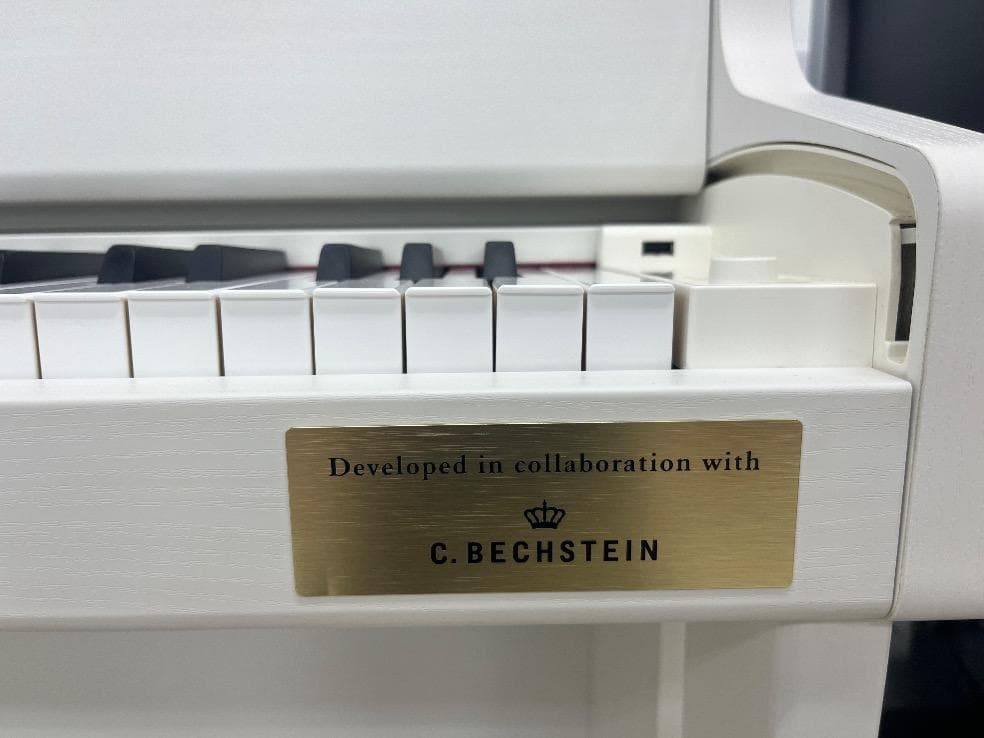 Developed in collaboration with
C. BECHSTEIN